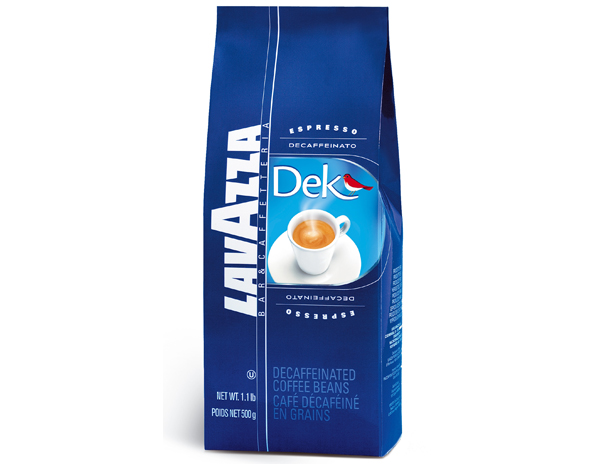 LAVAZZA
BAR & CAFFETTERIA
ESPRESSO
DECAFFEINATO
Dek
DECAFFEINATO
ESPRESSO
U
NET WT. 1.1 lb
POIDS NET 500 g
DECAFFEINATED
COFFEE BEANS
CAFÉ DÉCAFÉINÉ
EN GRAINS